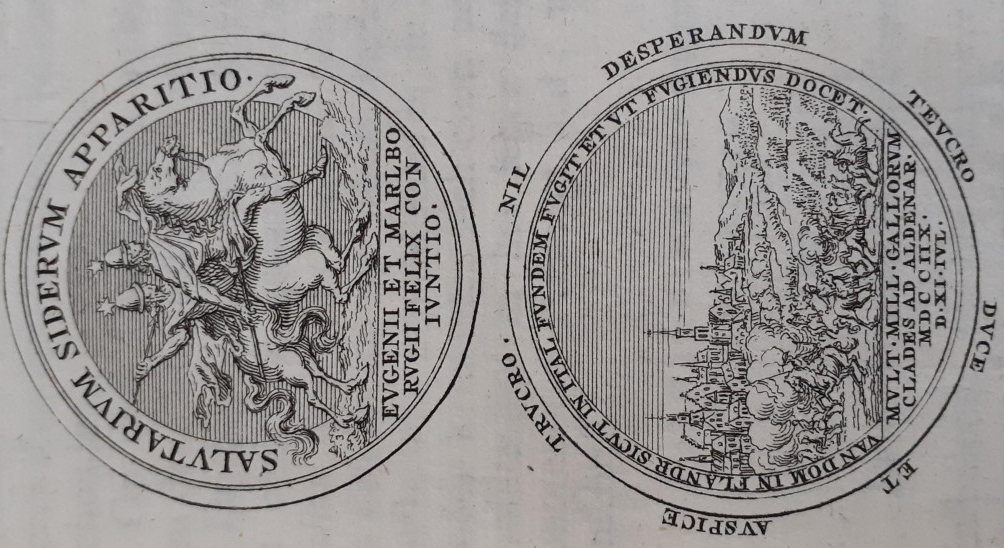 SALVTARIVM SIDERVM APPARITIO.
EVGENII ET MARLBO
RVGII FELIX CON
IVNTIO.
NIL DESPERANDVM TEVCRO DVCE ET AVSPICE TRVCRO.
VANDOM IN FLANDR SICVT IN ITAL FVNDEM FVGIT ET VT FVGIENDVS DOCET.
MVLT·MILL·GALLORVM
CLADES AD ALDENAR·
MDCCIIX·
D·XI·IVL·